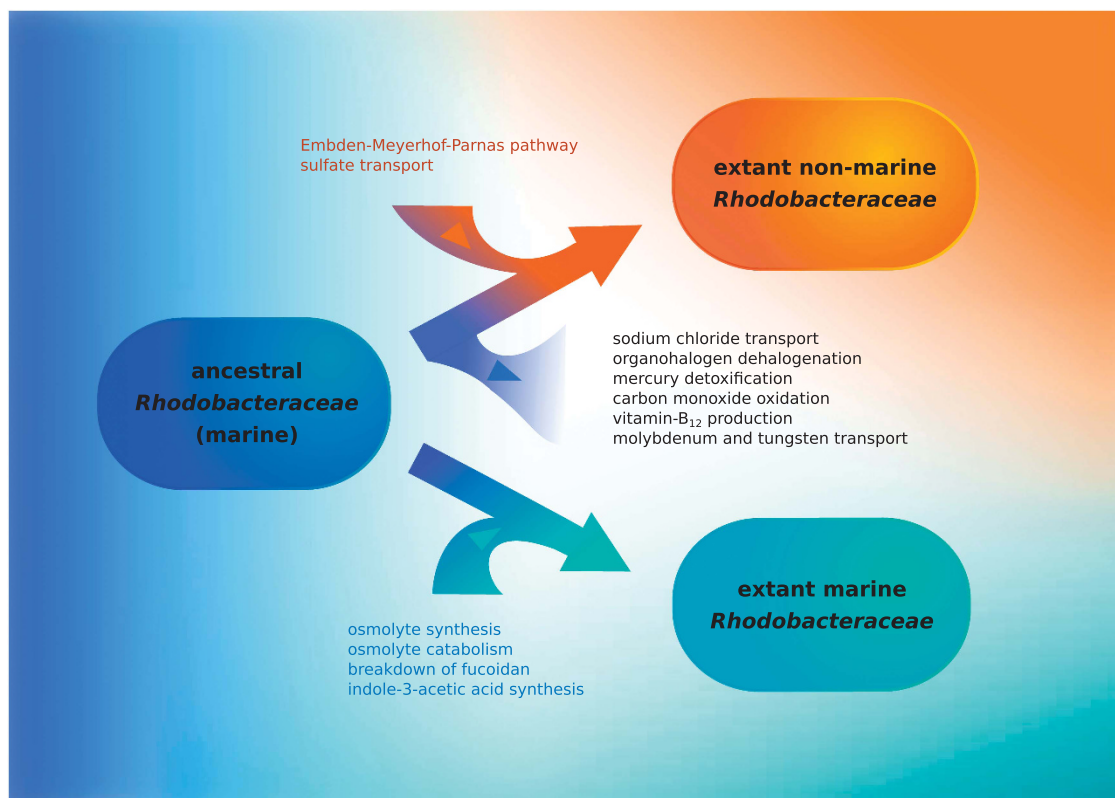 Embden-Meyerhof-Parnas pathway
sulfate transport
extant non-marine
Rhodobacteraceae
ancestral
Rhodobacteraceae
(marine)
sodium chloride transport
organohalogen dehalogenation
mercury detoxification
carbon monoxide oxidation
vitamin-B₁₂ production
molybdenum and tungsten transport
extant marine
Rhodobacteraceae
osmolyte synthesis
osmolyte catabolism
breakdown of fucoidan
indole-3-acetic acid synthesis